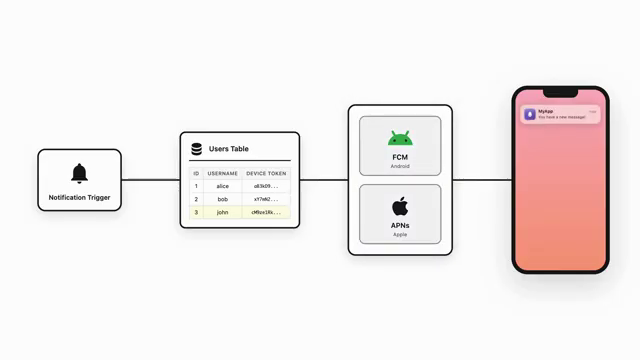 Notification Trigger
Users Table
ID USERNAME DEVICE TOKEN
1 alice
2 bob
3 john
FCM
Android
APNs
Apple
MyApp
You have a new message!